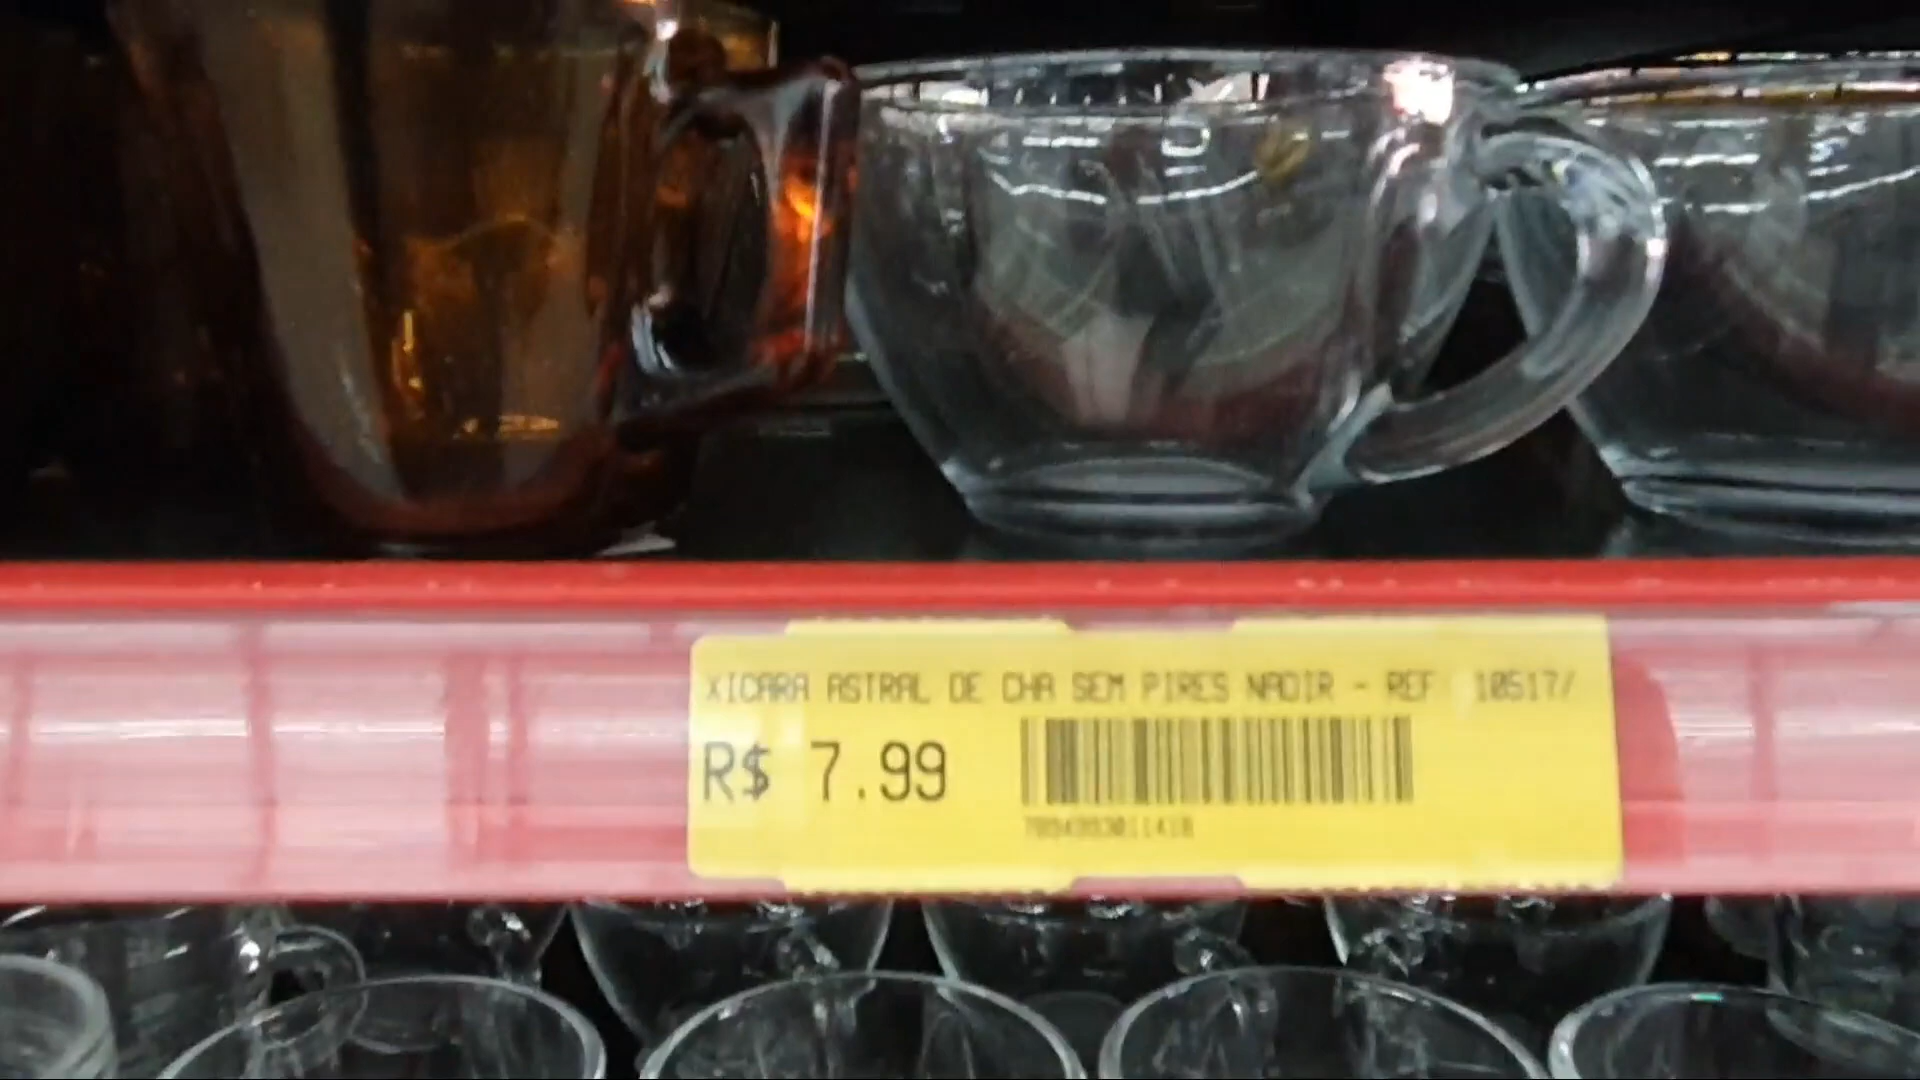 XICARA ASTRAL DE CHA SEM PIRES NADIR - REF 10517/
R$ 7.99